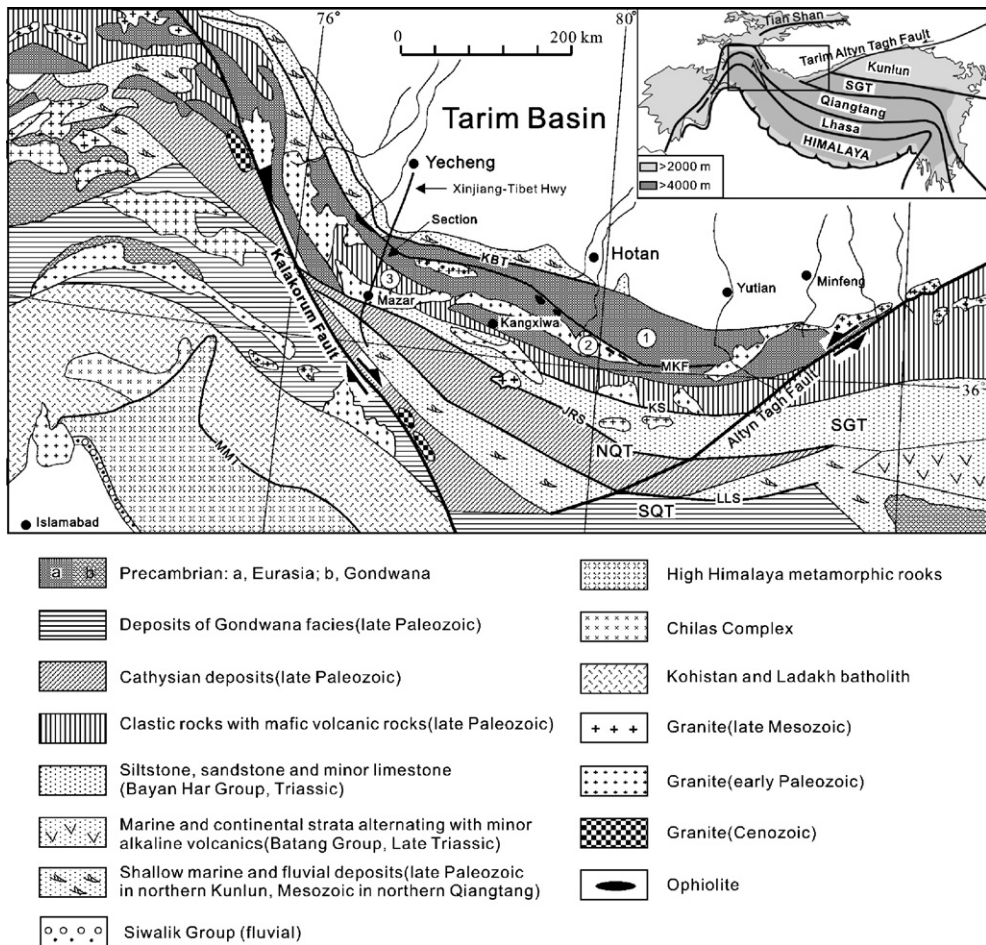 76°
80°
0
200 km
Tian Shan
Tarim Altyn Tagh Fault
Kunlun
SGT
Qiangtang
Lhasa
HIMALAYA
>2000 m
>4000 m
Tarim Basin
Yecheng
Xinjiang-Tibet Hwy
Section
KBT
Hotan
Yutian
Minfeng
3
Mazar
Kangxiwa
2
1
MKF
Kalakorum Fault
36°
KS
JRS
Altyn Tagh Fault
SGT
NQT
MMT
LLS
SQT
Islamabad
a b Precambrian: a, Eurasia; b, Gondwana
Deposits of Gondwana facies(late Paleozoic)
Cathysian deposits(late Paleozoic)
Clastic rocks with mafic volcanic rocks(late Paleozoic)
Siltstone, sandstone and minor limestone
(Bayan Har Group, Triassic)
Marine and continental strata alternating with minor
alkaline volcanics(Batang Group, Late Triassic)
Shallow marine and fluvial deposits(late Paleozoic
in northern Kunlun, Mesozoic in northern Qiangtang)
Siwalik Group (fluvial)
High Himalaya metamorphic rooks
Chilas Complex
Kohistan and Ladakh batholith
Granite(late Mesozoic)
Granite(early Paleozoic)
Granite(Cenozoic)
Ophiolite